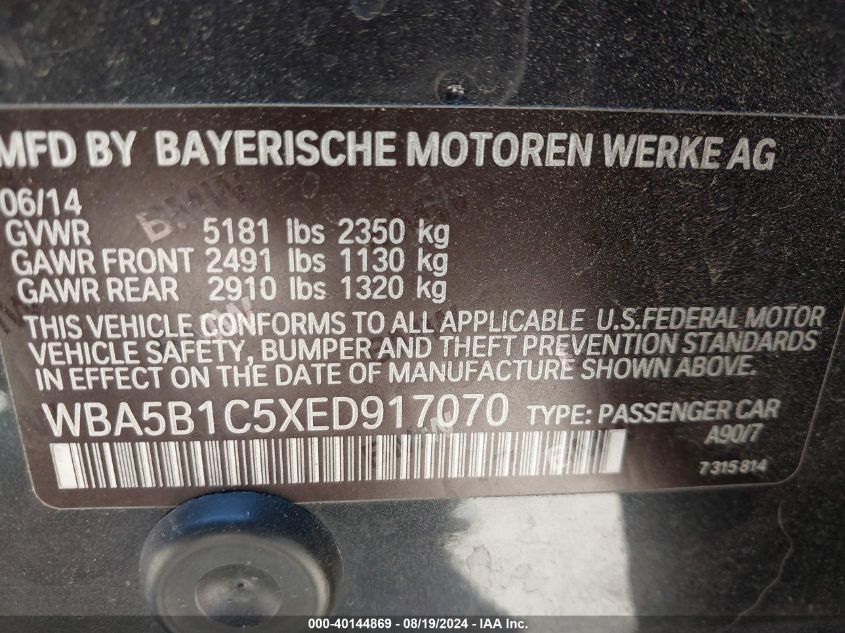 MFD BY BAYERISCHE MOTOREN WERKE AG
06/14
GVWR 5181 lbs 2350 kg
GAWR FRONT 2491 lbs 1130 kg
GAWR REAR 2910 lbs 1320 kg
THIS VEHICLE CONFORMS TO ALL APPLICABLE U.S.FEDERAL MOTOR
VEHICLE SAFETY, BUMPER AND THEFT PREVENTION STANDARDS
IN EFFECT ON THE DATE OF MANUFACTURE SHOWN ABOVE.
WBA5B1C5XED917070 TYPE: PASSENGER CAR
A90/7
7 315 814
000-40144869 - 08/19/2024 - IAA Inc.